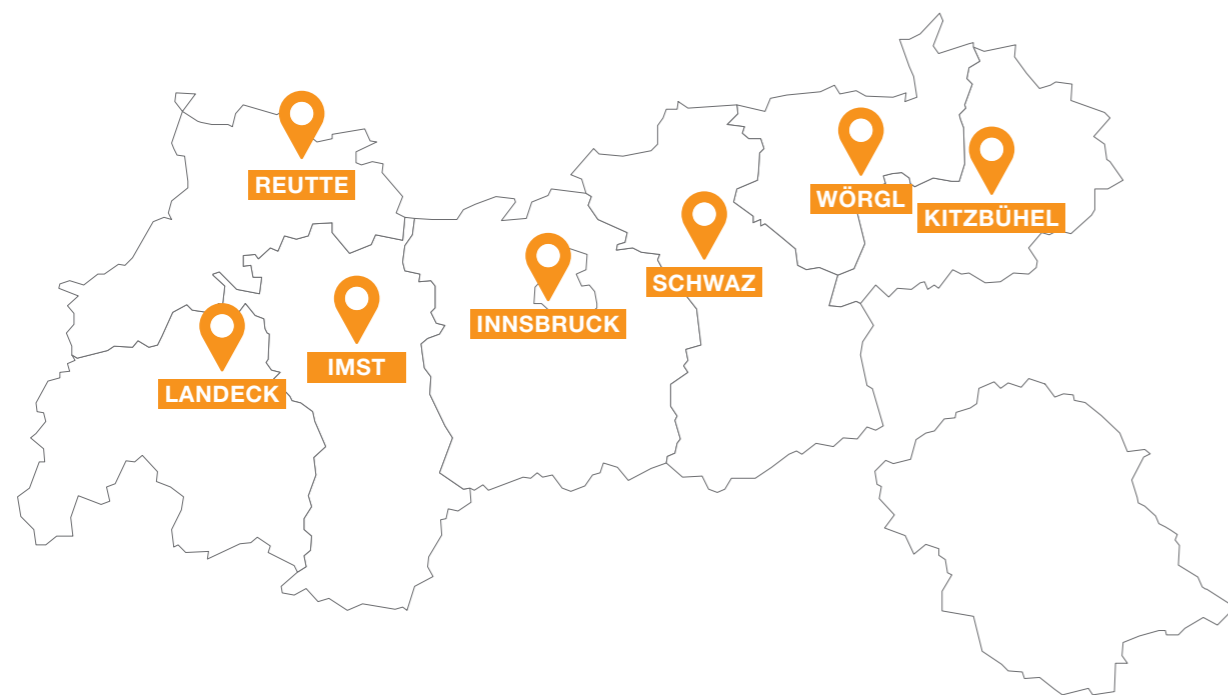 REUTTE
WÖRGL
KITZBÜHEL
SCHWAZ
INNSBRUCK
IMST
LANDECK